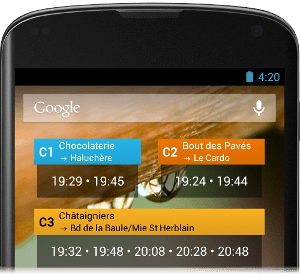 4:20
Google
C1 Chocolaterie
→ Haluchère
19:29 • 19:45
C2 Bout des Pavés
→ Le Cardo
19:24 • 19:44
C3 Châtaigniers
→ Bd de la Baule/Mie St Herblain
19:32 • 19:48 • 20:08 • 20:28 • 20:48